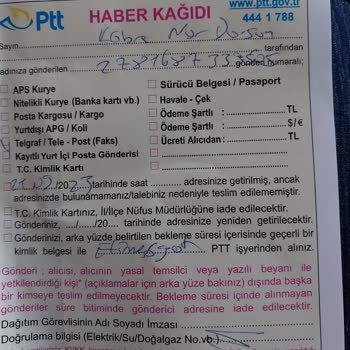 Ptt HABER KAĞIDI www.ptt.gov.tr
444 1 788
Sayın, Kübra Nur Dursun tarafından
adınıza gönderilen gönderi numaralı;
APS Kurye
Nitelikli Kurye (Banka kartı vb.)
Posta Kargosu / Kargo
Yurtdışı APG / Koli
Telgraf / Tele - Post (Faks)
Kayıtlı Yurt İçi Posta Gönderisi
T.C. Kimlik Kartı
Sürücü Belgesi / Pasaport
Havale - Çek
Ödeme Şartlı : TL
Ödeme Şartlı : $/€
Ücreti Alıcıdan : TL
/20 23 tarihinde saat adresinize getirilmiş, ancak
adresinizde bulunamamanız/talebiniz nedeniyle teslim edilememiştir.
T.C. Kimlik Kartınız, İl/İlçe Nüfus Müdürlüğüne iade edilecektir.
Gönderiniz, ...../...../20.... tarihinde adresinize yeniden getirilecektir.
Gönderinizi, arka yüzde belirtilen bekleme süresi içerisinde geçerli bir
kimlik belgesi ile Etimesgut PTT işyerinden alınız.
Gönderi ; alıcısı, alıcının yasal temsilci veya yazılı beyanı ile
yetkilendirdiği kişi" (açıklamalar için arka yüze bakınız) dışında başka
bir kimseye teslim edilmeyecektir. Bekleme süresi içinde alınmayan
gönderiler süre bitiminde gönderici adresine iade edilecektir.
Dağıtım Görevlisinin Adı Soyadı İmzası
Doğrulama belgesi (Elektrik/Su/Doğalgaz No.vb.)